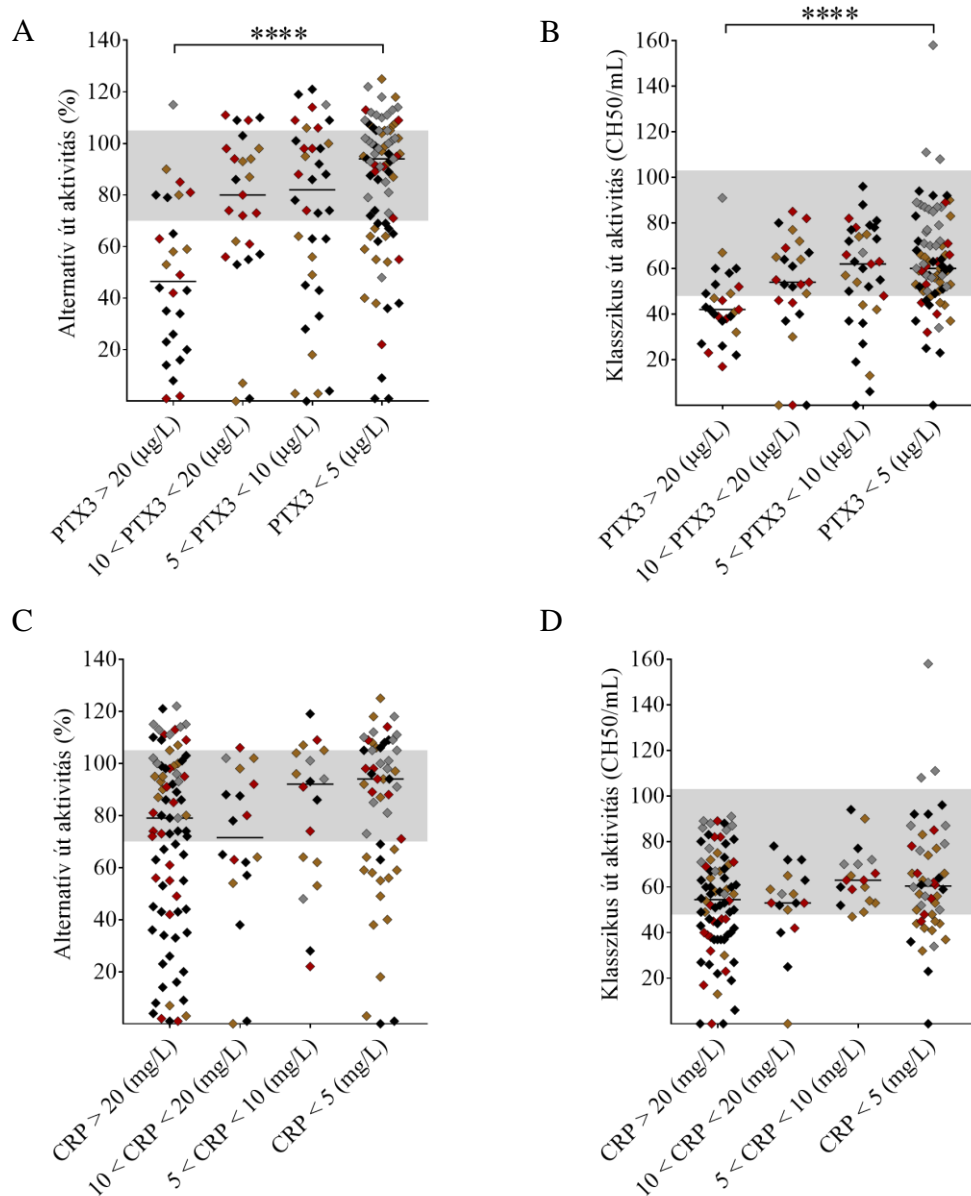 A
Alternatív út aktivitás (%)
140
120
100
80
60
40
20
****
PTX3 > 20 (µg/L)
10 < PTX3 < 20 (µg/L)
5 < PTX3 < 10 (µg/L)
PTX3 < 5 (µg/L)
B
Klasszikus út aktivitás (CH50/mL)
160
140
120
100
80
60
40
20
****
PTX3 > 20 (µg/L)
10 < PTX3 < 20 (µg/L)
5 < PTX3 < 10 (µg/L)
PTX3 < 5 (µg/L)
C
Alternatív út aktivitás (%)
140
120
100
80
60
40
20
CRP > 20 (mg/L)
10 < CRP < 20 (mg/L)
5 < CRP < 10 (mg/L)
CRP < 5 (mg/L)
D
Klasszikus út aktivitás (CH50/mL)
160
140
120
100
80
60
40
20
CRP > 20 (mg/L)
10 < CRP < 20 (mg/L)
5 < CRP < 10 (mg/L)
CRP < 5 (mg/L)